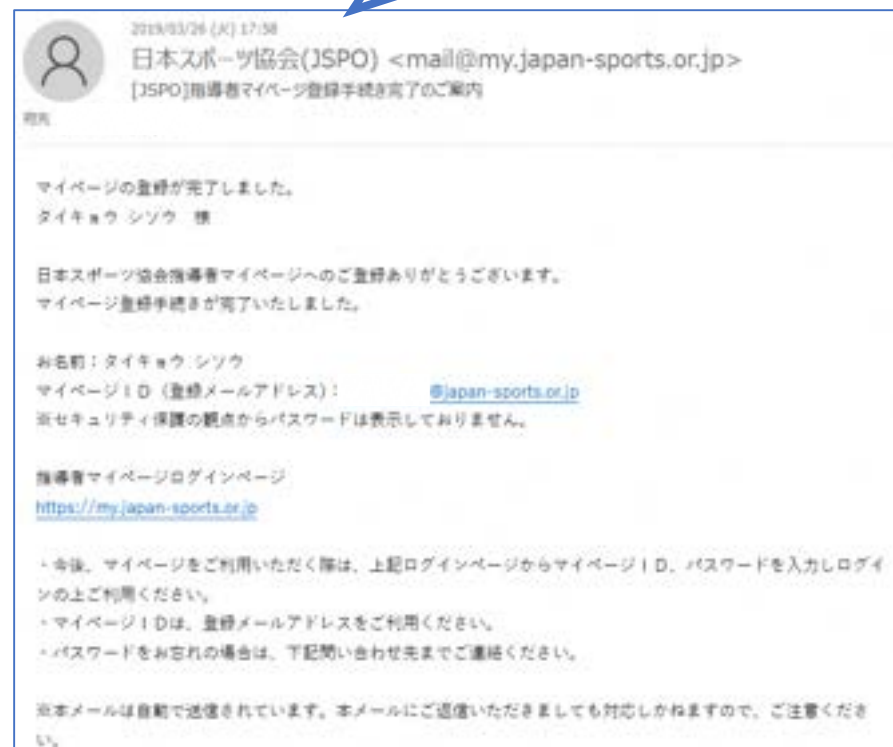 2019/03/26 (火) 17:58
日本スポーツ協会(JSPO) <mail@my.japan-sports.or.jp>
[JSPO]指導者マイページ登録手続き完了のご案内
宛先
マイページの登録が完了しました。
タイキョウ シソウ 様
日本スポーツ協会指導者マイページへのご登録ありがとうございます。
マイページ登録手続きが完了いたしました。
お名前：タイキョウ シソウ
マイページＩＤ（登録メールアドレス）： @japan-sports.or.jp
※セキュリティ保護の観点からパスワードは表示しておりません。
指導者マイページログインページ
https://my.japan-sports.or.jp
・今後、マイページをご利用いただく際は、上記ログインページからマイページＩＤ、パスワードを入力しログイ
ンの上ご利用ください。
・マイページＩＤは、登録メールアドレスをご利用ください。
・パスワードをお忘れの場合は、下記問い合わせ先までご連絡ください。
※本メールは自動で送信されています。本メールにご返信いただきましても対応しかねますので、ご注意くださ
い。